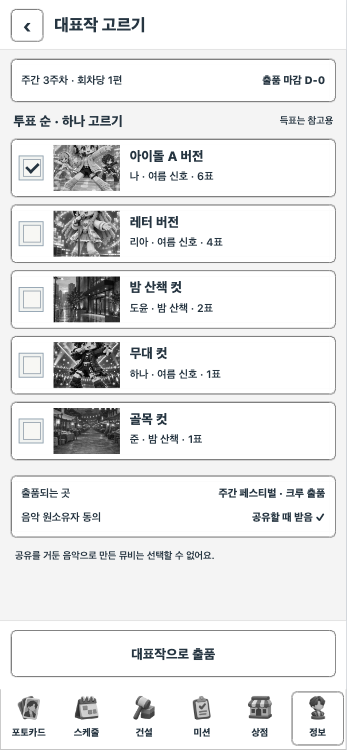 대표작 고르기
주간 3주차 · 회차당 1편 출품 마감 D-0
투표 순 · 하나 고르기 득표는 참고용
아이돌 A 버전
나 · 여름 신호 · 6표
레터 버전
리아 · 여름 신호 · 4표
밤 산책 컷
도윤 · 밤 산책 · 2표
무대 컷
하나 · 여름 신호 · 1표
골목 컷
준 · 밤 산책 · 1표
출품되는 곳 주간 페스티벌 · 크루 출품
음악 원소유자 동의 공유할 때 받음 ✓
공유를 거둔 음악으로 만든 뮤비는 선택할 수 없어요.
대표작으로 출품
포토카드 스케줄 건설 미션 상점 정보